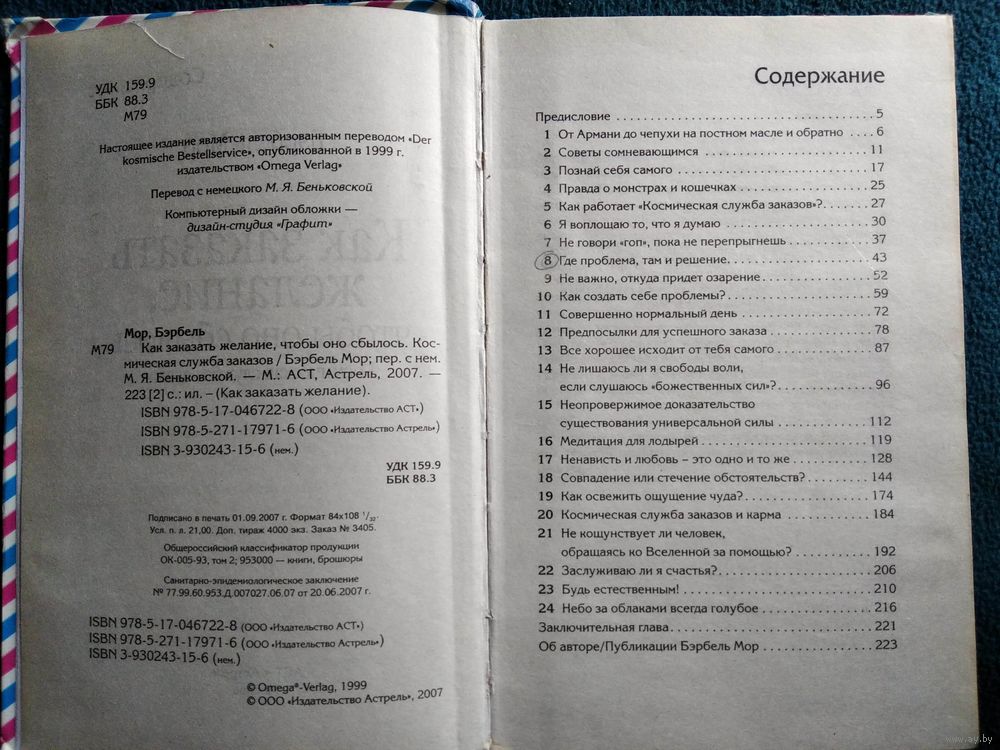 УДК 159.9
ББК 88.3
М79
Настоящее издание является авторизованным переводом «Der
kosmische Bestellservice», опубликованной в 1999 г.
издательством «Omega Verlag»
Перевод с немецкого М. Я. Беньковской
Компьютерный дизайн обложки —
дизайн-студия «Графит»
Мор, Бэрбель
М79 Как заказать желание, чтобы оно сбылось. Кос-
мическая служба заказов / Бэрбель Мор; пер. с нем.
М. Я. Беньковской. — М.: АСТ, Астрель, 2007. —
223 [2] с.: ил. – (Как заказать желание).
ISBN 978-5-17-046722-8 (ООО «Издательство АСТ»)
ISBN 978-5-271-17971-6 (ООО «Издательство Астрель»)
ISBN 3-930243-15-6 (нем.)
УДК 159.9
ББК 88.3
Подписано в печать 01.09.2007 г. Формат 84х108 1/32.
Усл. п. л. 21,00. Доп. тираж 4000 экз. Заказ № 3405.
Общероссийский классификатор продукции
ОК-005-93, том 2; 953000 — книги, брошюры
Санитарно-эпидемиологическое заключение
№ 77.99.60.953.Д.007027.06.07 от 20.06.2007 г.
ISBN 978-5-17-046722-8 (ООО «Издательство АСТ»)
ISBN 978-5-271-17971-6 (ООО «Издательство Астрель»)
ISBN 3-930243-15-6 (нем.)
© Omega®-Verlag, 1999
© ООО «Издательство Астрель», 2007
Содержание
Предисловие . . . . . . . . . . 5
1 От Армани до чепухи на постном масле и обратно . . . 6
2 Советы сомневающимся . . . . . . . . . . 11
3 Познай себя самого . . . . . . . . . . 17
4 Правда о монстрах и кошечках . . . . . . . . . . 25
5 Как работает «Космическая служба заказов»? . . . . 27
6 Я воплощаю то, что я думаю . . . . . . . . . . 30
7 Не говори «гоп», пока не перепрыгнешь . . . . . . . . 37
8 Где проблема, там и решение. . . . . . . . . . 43
9 Не важно, откуда придет озарение . . . . . . . . . . 52
10 Как создать себе проблемы? . . . . . . . . . . 59
11 Совершенно нормальный день . . . . . . . . . . 72
12 Предпосылки для успешного заказа . . . . . . . . . . 78
13 Все хорошее исходит от тебя самого . . . . . . . . . . 87
14 Не лишаюсь ли я свободы воли,
если слушаюсь «божественных сил»? . . . . . . . . . . 96
15 Неопровержимое доказательство
существования универсальной силы . . . . . . . . . . 112
16 Медитация для лодырей . . . . . . . . . . 119
17 Ненависть и любовь – это одно и то же . . . . . . . . 128
18 Совпадение или стечение обстоятельств? . . . . . . . 144
19 Как освежить ощущение чуда? . . . . . . . . . . 174
20 Космическая служба заказов и карма . . . . . . . . . 184
21 Не кощунствует ли человек,
обращаясь ко Вселенной за помощью? . . . . . . . . . 192
22 Заслуживаю ли я счастья? . . . . . . . . . . 206
23 Будь естественным! . . . . . . . . . . 210
24 Небо за облаками всегда голубое . . . . . . . . . . 216
Заключительная глава. . . . . . . . . . 221
Об авторе/Публикации Бэрбель Мор . . . . . . . . . . 223
www.ay.by